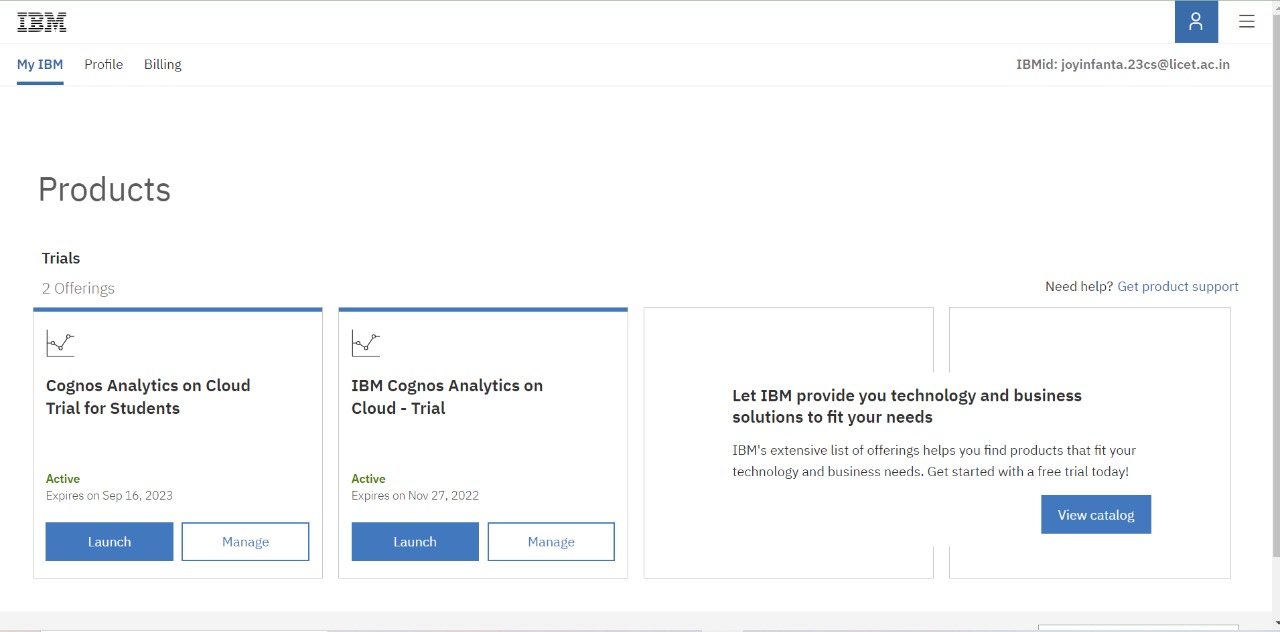 IBM
My IBM Profile Billing
IBMid: joyinfanta.23cs@licet.ac.in
Products
Trials
2 Offerings
Need help? Get product support
Cognos Analytics on Cloud
Trial for Students
Active
Expires on Sep 16, 2023
Launch Manage
IBM Cognos Analytics on
Cloud - Trial
Active
Expires on Nov 27, 2022
Launch Manage
Let IBM provide you technology and business
solutions to fit your needs
IBM's extensive list of offerings helps you find products that fit your
technology and business needs. Get started with a free trial today!
View catalog